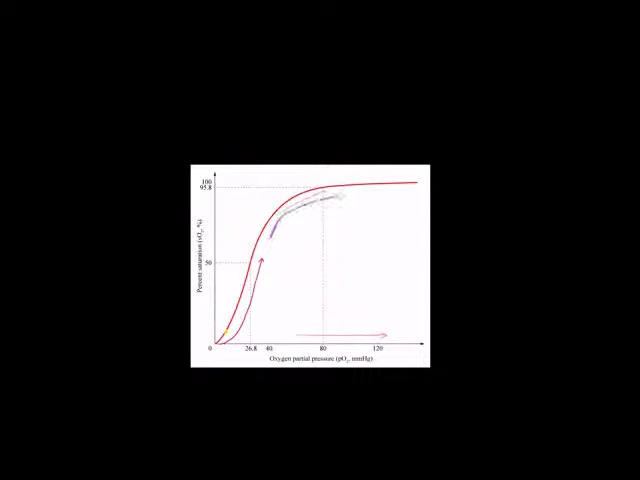 100
95.8
50
Percent saturation (sO₂, %)
0 26.8 40 80 120
Oxygen partial pressure (pO₂, mmHg)